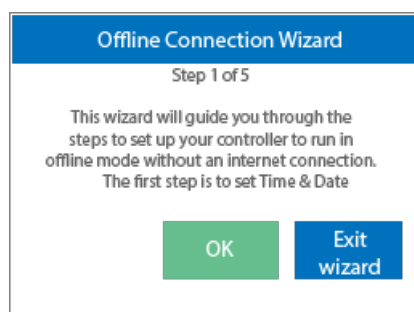 Offline Connection Wizard
Step 1 of 5
This wizard will guide you through the
steps to set up your controller to run in
offline mode without an internet connection.
The first step is to set Time & Date
OK
Exit
wizard